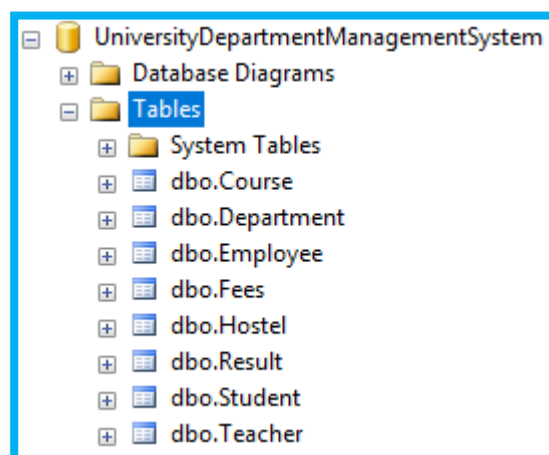 UniversityDepartmentManagementSystem
Database Diagrams
Tables
System Tables
dbo.Course
dbo.Department
dbo.Employee
dbo.Fees
dbo.Hostel
dbo.Result
dbo.Student
dbo.Teacher